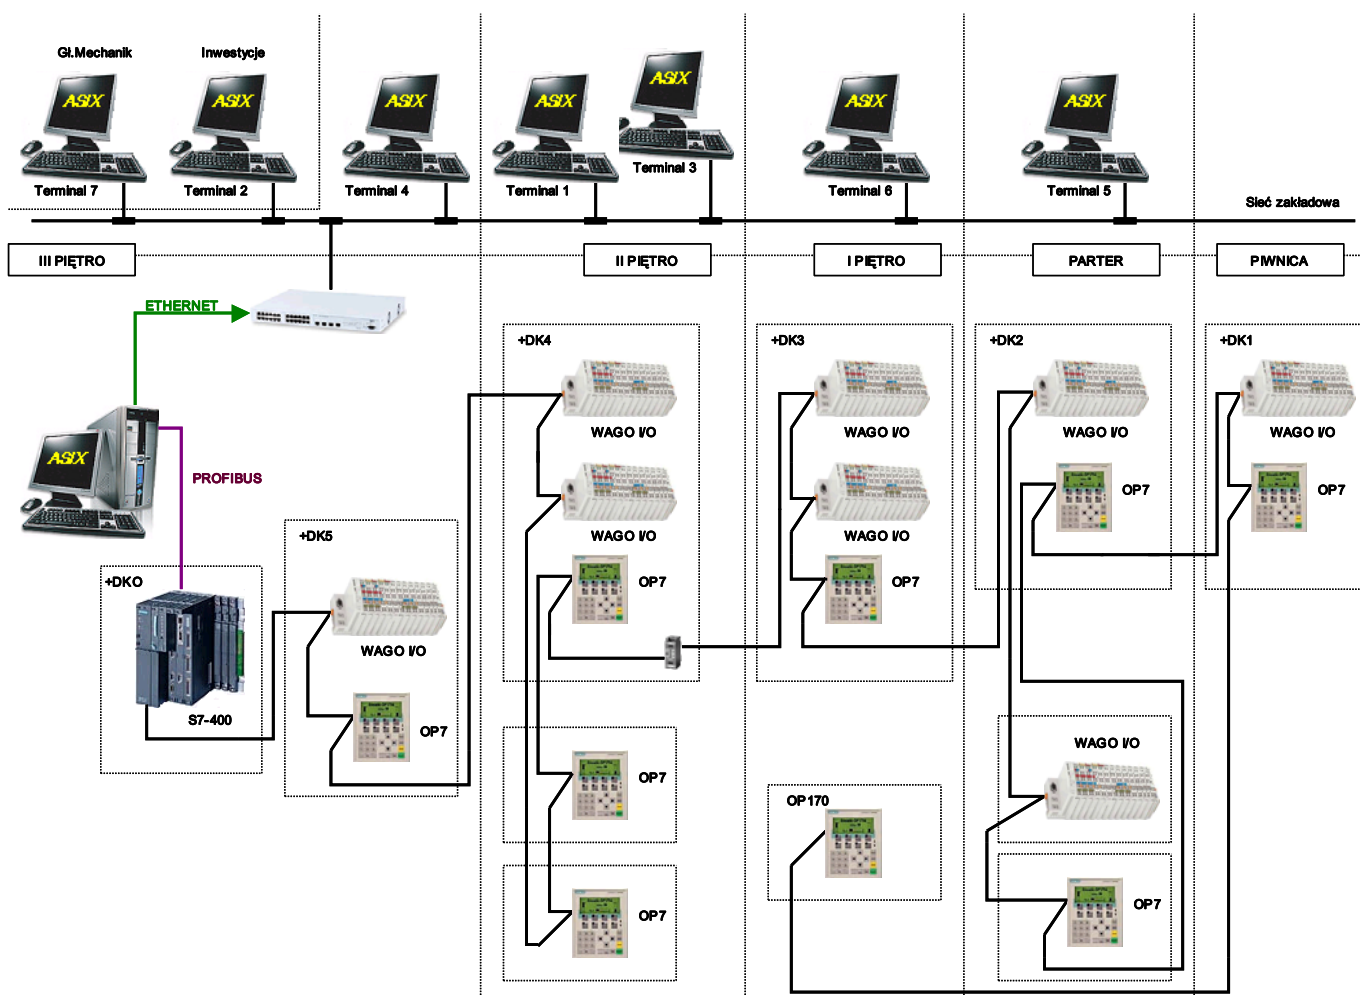 Gł.Mechanik
Inwestycje
ASIX
ASIX
ASIX
ASIX
ASIX
ASIX
ASIX
Terminal 7
Terminal 2
Terminal 4
Terminal 1
Terminal 3
Terminal 6
Terminal 5
Sieć zakładowa
III PIĘTRO
II PIĘTRO
I PIĘTRO
PARTER
PIWNICA
ETHERNET
ASIX
PROFIBUS
+DKO
S7-400
+DK5
WAGO I/O
OP7
+DK4
WAGO I/O
WAGO I/O
OP7
OP7
OP7
+DK3
WAGO I/O
WAGO I/O
OP7
OP170
+DK2
WAGO I/O
OP7
WAGO I/O
OP7
+DK1
WAGO I/O
OP7